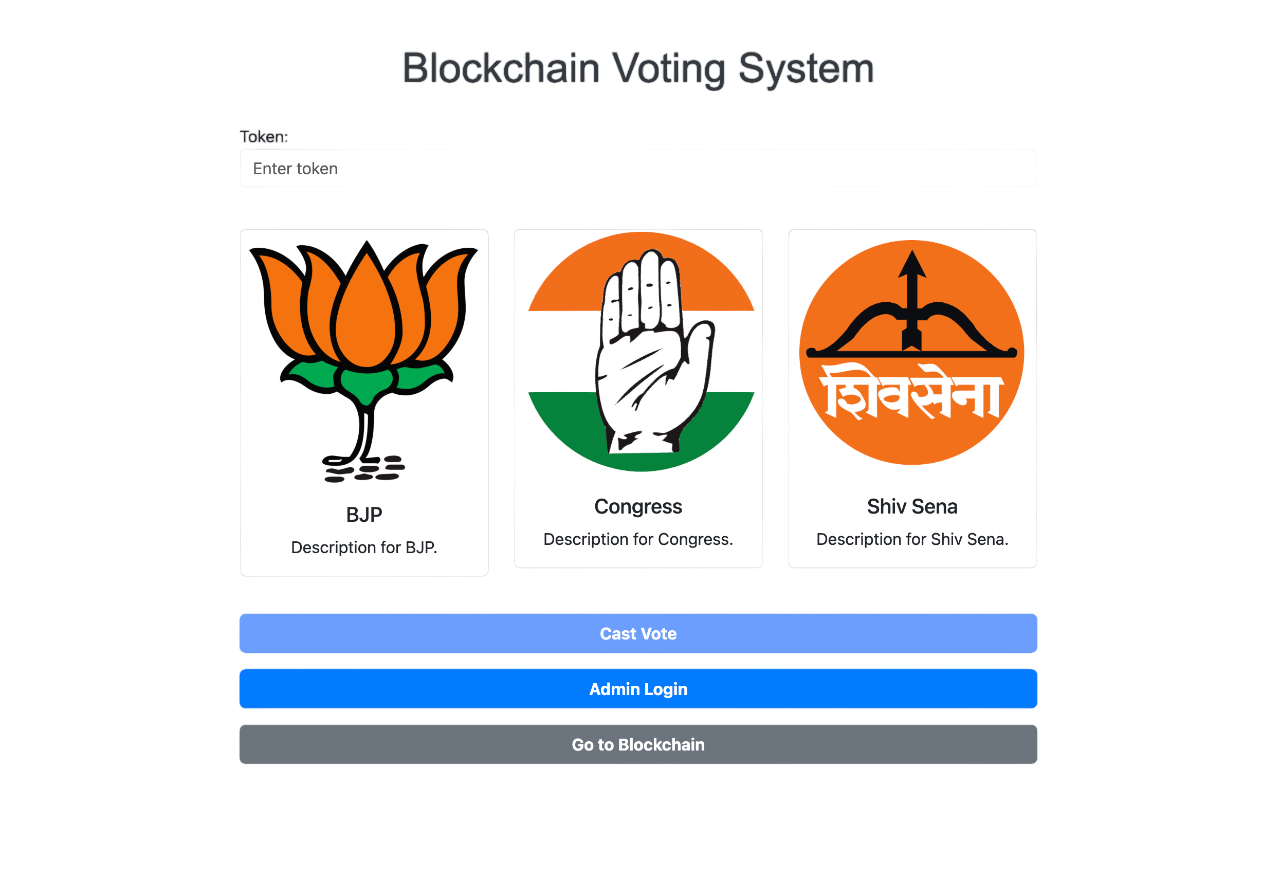 Blockchain Voting System
Token:
Enter token
शिवसेना
BJP
Description for BJP.
Congress
Description for Congress.
Shiv Sena
Description for Shiv Sena.
Cast Vote
Admin Login
Go to Blockchain